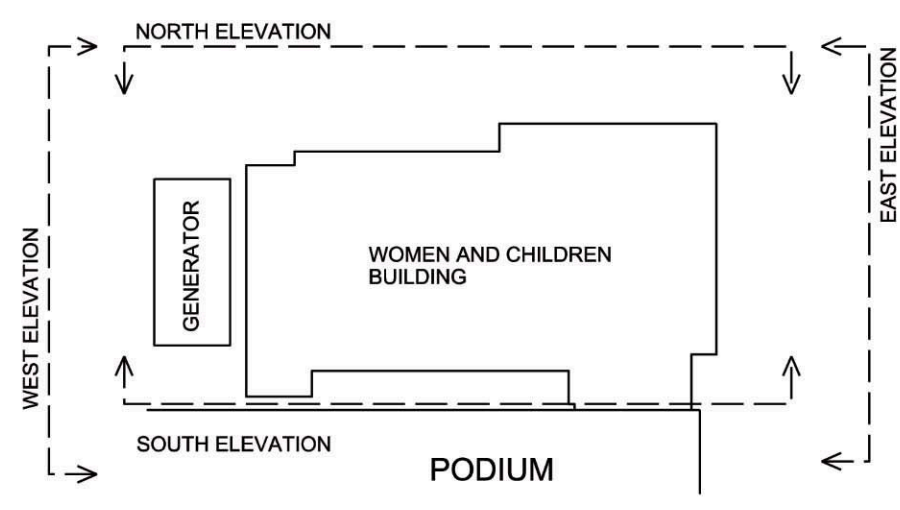 NORTH ELEVATION
EAST ELEVATION
GENERATOR
WOMEN AND CHILDREN
BUILDING
WEST ELEVATION
SOUTH ELEVATION
PODIUM